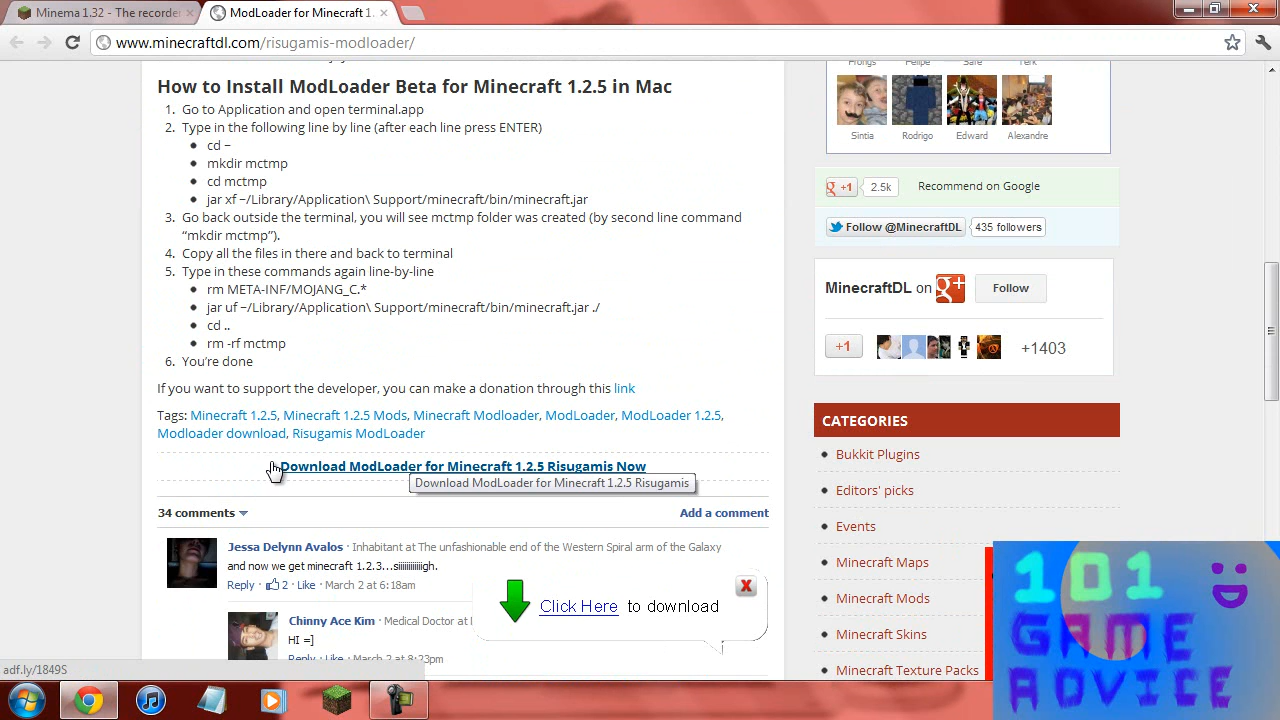 Minema 1.32 - The recorder
ModLoader for Minecraft 1.
www.minecraftdl.com/risugamis-modloader/
How to Install ModLoader Beta for Minecraft 1.2.5 in Mac
1. Go to Application and open terminal.app
2. Type in the following line by line (after each line press ENTER)
cd ~
mkdir mctmp
cd mctmp
jar xf ~/Library/Application\ Support/minecraft/bin/minecraft.jar
3. Go back outside the terminal, you will see mctmp folder was created (by second line command
“mkdir mctmp”).
4. Copy all the files in there and back to terminal
5. Type in these commands again line-by-line
rm META-INF/MOJANG_C.*
jar uf ~/Library/Application\ Support/minecraft/bin/minecraft.jar ./
cd ..
rm -rf mctmp
6. You’re done
If you want to support the developer, you can make a donation through this link
Tags: Minecraft 1.2.5, Minecraft 1.2.5 Mods, Minecraft Modloader, ModLoader, ModLoader 1.2.5,
Modloader download, Risugamis ModLoader
Download ModLoader for Minecraft 1.2.5 Risugamis Now
Download ModLoader for Minecraft 1.2.5 Risugamis
34 comments
Add a comment
Jessa Delynn Avalos · Inhabitant at The unfashionable end of the Western Spiral arm of the Galaxy
and now we get minecraft 1.2.3...siiiiiiiiigh.
Reply · 2 · Like · March 2 at 6:18am
Chinny Ace Kim · Medical Doctor at
HI =]
Reply · Like · March 2 at 8:23pm
Click Here to download
X
adf.ly/1849S
Felipe
Sintia Rodrigo Edward Alexandre
+1 2.5k Recommend on Google
Follow @MinecraftDL 435 followers
MinecraftDL on g+ Follow
+1 +1403
CATEGORIES
Bukkit Plugins
Editors' picks
Events
Minecraft Maps
Minecraft Mods
Minecraft Skins
Minecraft Texture Packs
101
GAME
ADVICE